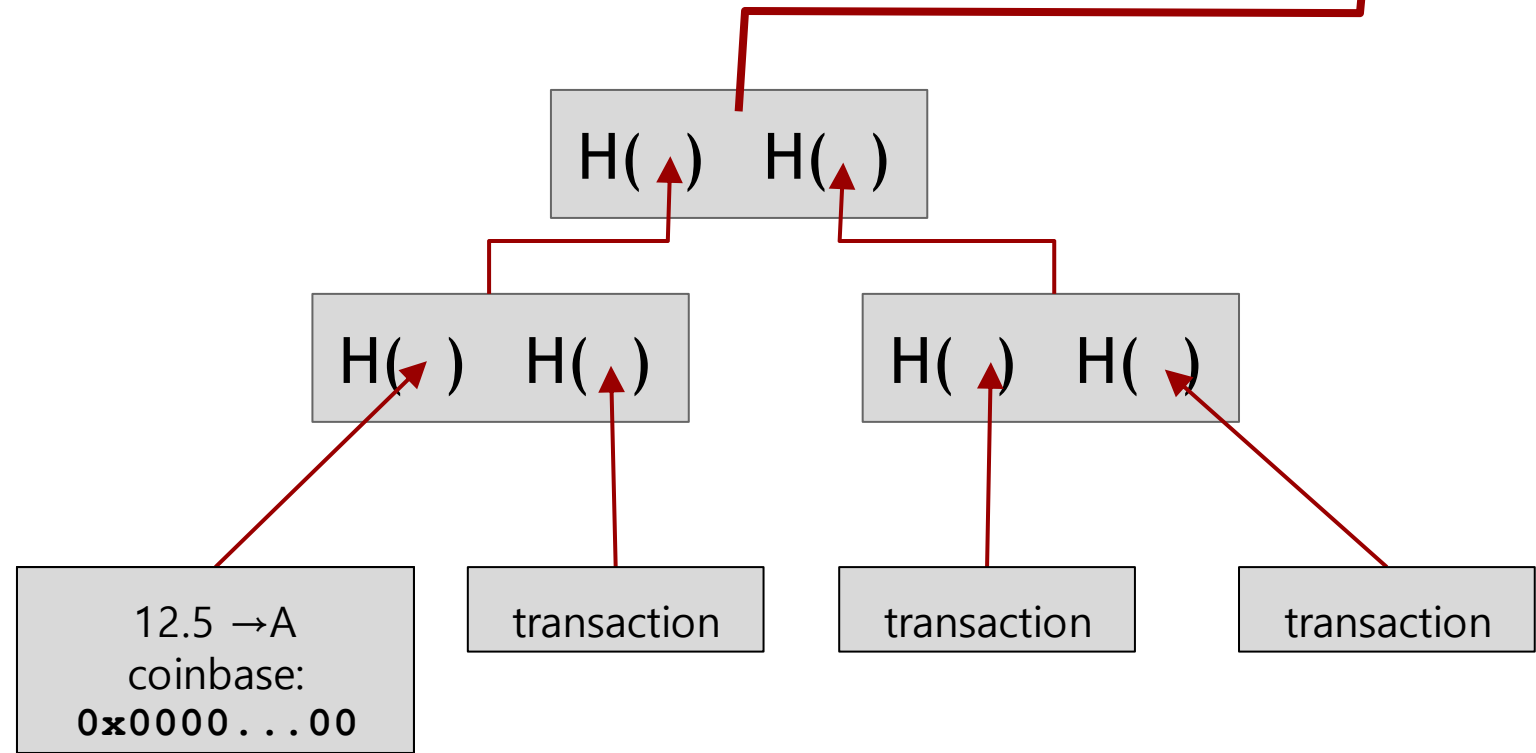 H( ) H( )
H( ) H( )
H( ) H( )
12.5 →A
coinbase:
0x0000...00
transaction
transaction
transaction